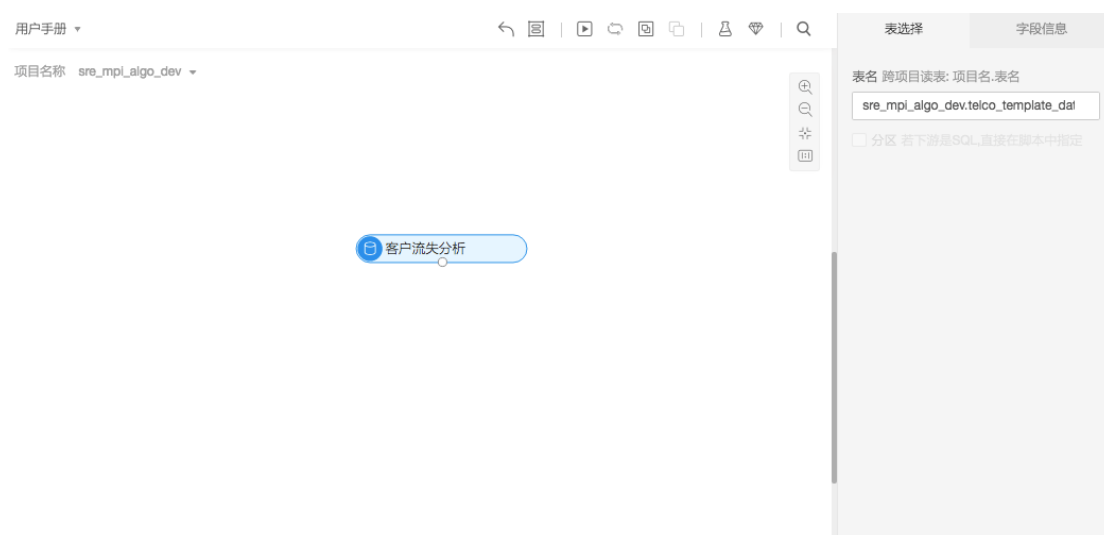 用户手册
表选择
字段信息
项目名称 sre_mpi_algo_dev
表名 跨项目读表: 项目名.表名
sre_mpi_algo_dev.telco_template_dat
分区 若下游是SQL,直接在脚本中指定
客户流失分析